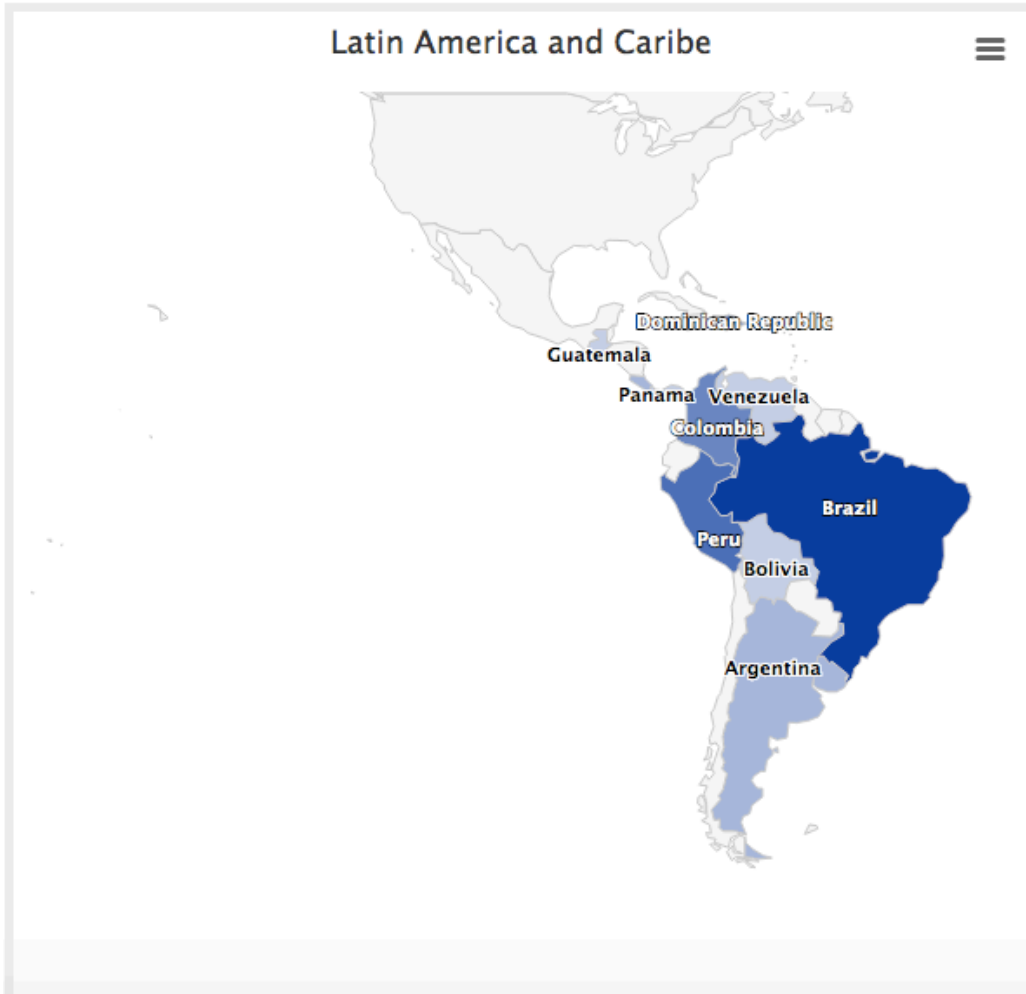 Latin America and Caribe
Dominican Republic
Guatemala
Panama
Venezuela
Colombia
Brazil
Peru
Bolivia
Argentina